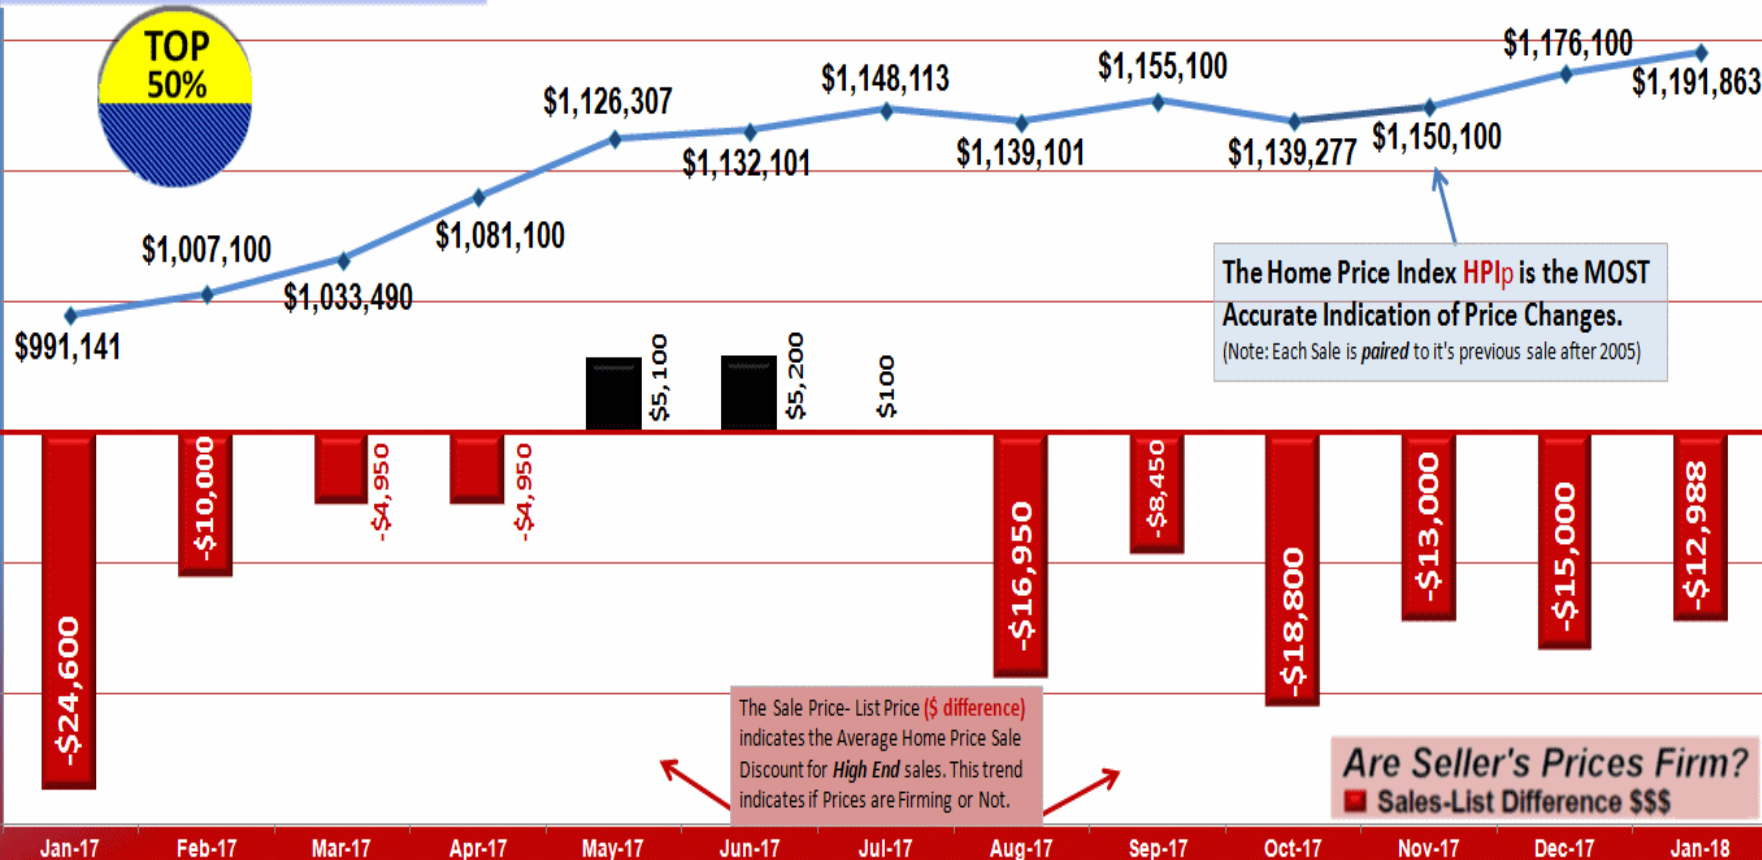 TOP
50%
$991,141
$1,007,100
$1,033,490
$1,081,100
$1,126,307
$1,132,101
$1,148,113
$1,139,101
$1,155,100
$1,139,277
$1,150,100
$1,176,100
$1,191,863
The Home Price Index HPIp is the MOST
Accurate Indication of Price Changes.
(Note: Each Sale is paired to it's previous sale after 2005)
-$24,600
-$10,000
-$4,950
-$4,950
$5,100
$5,200
$100
-$16,950
-$8,450
-$18,800
-$13,000
-$15,000
-$12,988
The Sale Price- List Price ($ difference)
indicates the Average Home Price Sale
Discount for High End sales. This trend
indicates if Prices are Firming or Not.
Are Seller's Prices Firm?
Sales-List Difference $$$
Jan-17 Feb-17 Mar-17 Apr-17 May-17 Jun-17 Jul-17 Aug-17 Sep-17 Oct-17 Nov-17 Dec-17 Jan-18